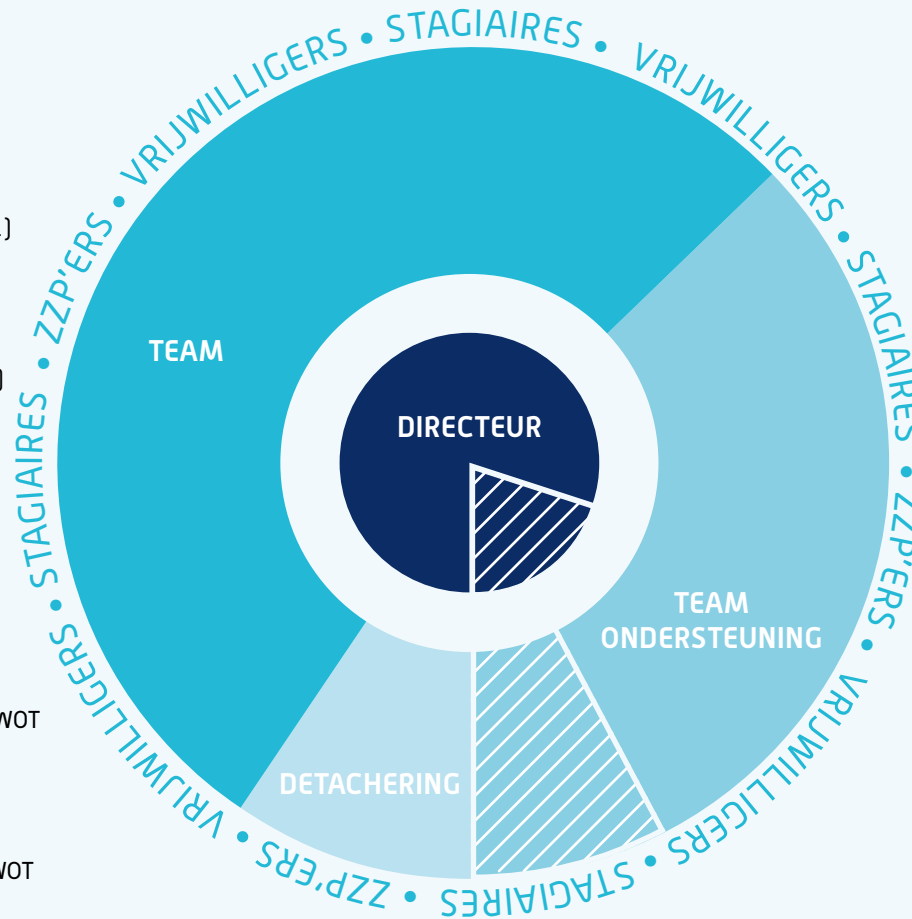 STAGIAIRES • ZZP'ERS • VRIJWILLIGERS • STAGIAIRES • VRIJWILLIGERS • STAGIAIRES • ZZP'ERS • VRIJWILLIGERS • STAGIAIRES • ZZP'ERS • VRIJWILLIGERS •
.)
)
TEAM
DIRECTEUR
TEAM
ONDERSTEUNING
WOT
DETACHERING
WOT